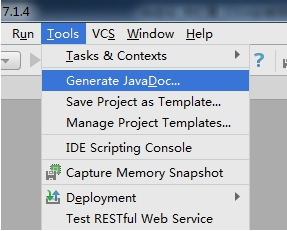 7.1.4
Run Tools VCS Window Help
Tasks & Contexts
Generate JavaDoc...
Save Project as Template...
Manage Project Templates...
IDE Scripting Console
Capture Memory Snapshot
Deployment
Test RESTful Web Service